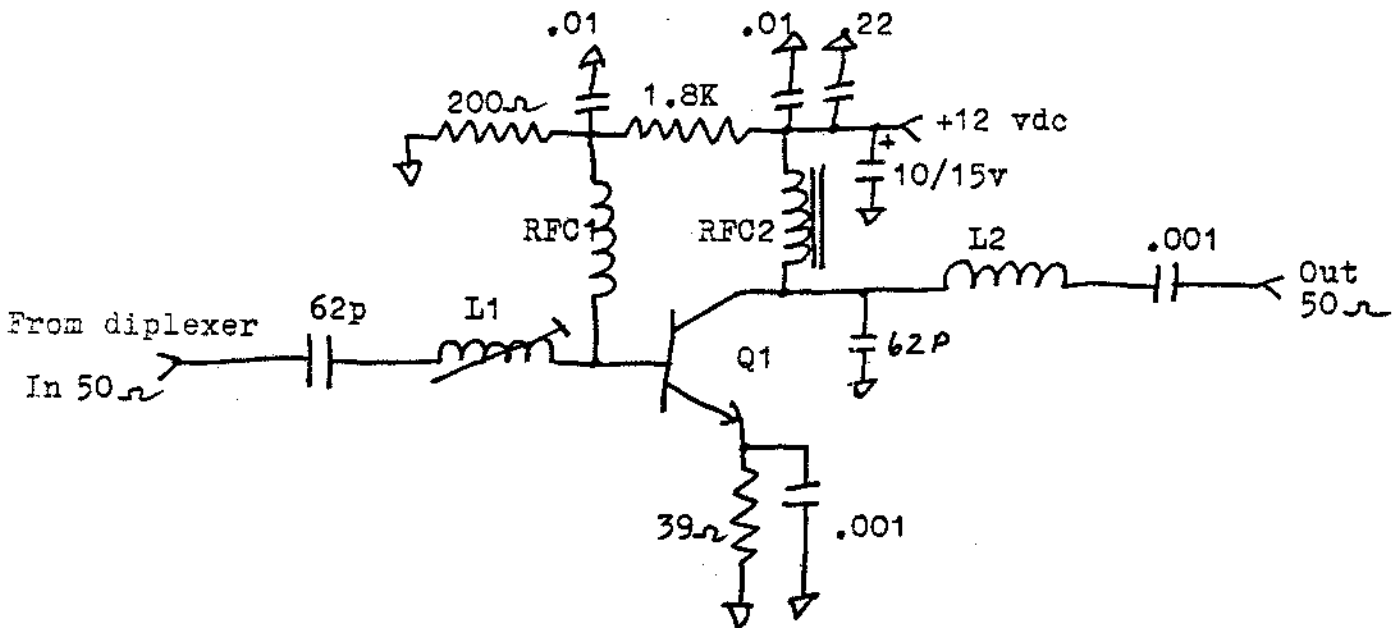 .01
.01
.22
200Ω
1.8K
+12 vdc
+
10/15v
RFC1
RFC2
L2
.001
Out
50Ω
62p
L1
From diplexer
In 50Ω
Q1
62P
39Ω
.001